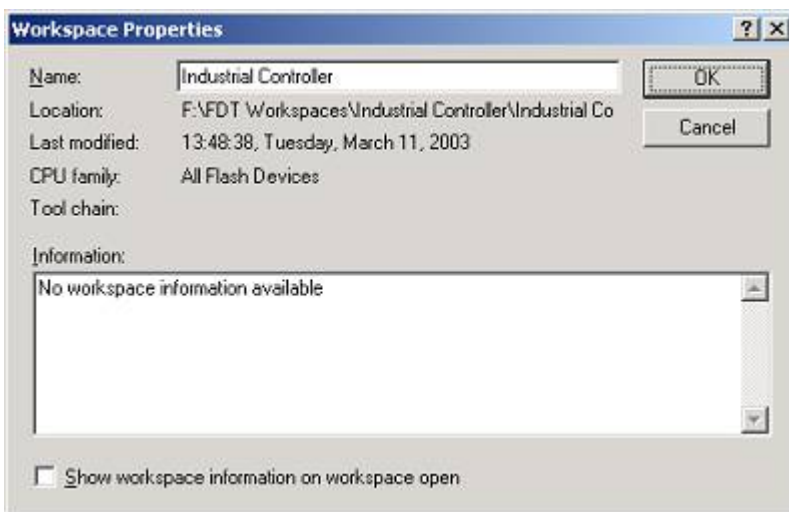 Workspace Properties
Name: Industrial Controller OK
Location: F:\FDT Workspaces\Industrial Controller\Industrial Co
Last modified: 13:48:38, Tuesday, March 11, 2003 Cancel
CPU family: All Flash Devices
Tool chain:
Information:
No workspace information available
Show workspace information on workspace open